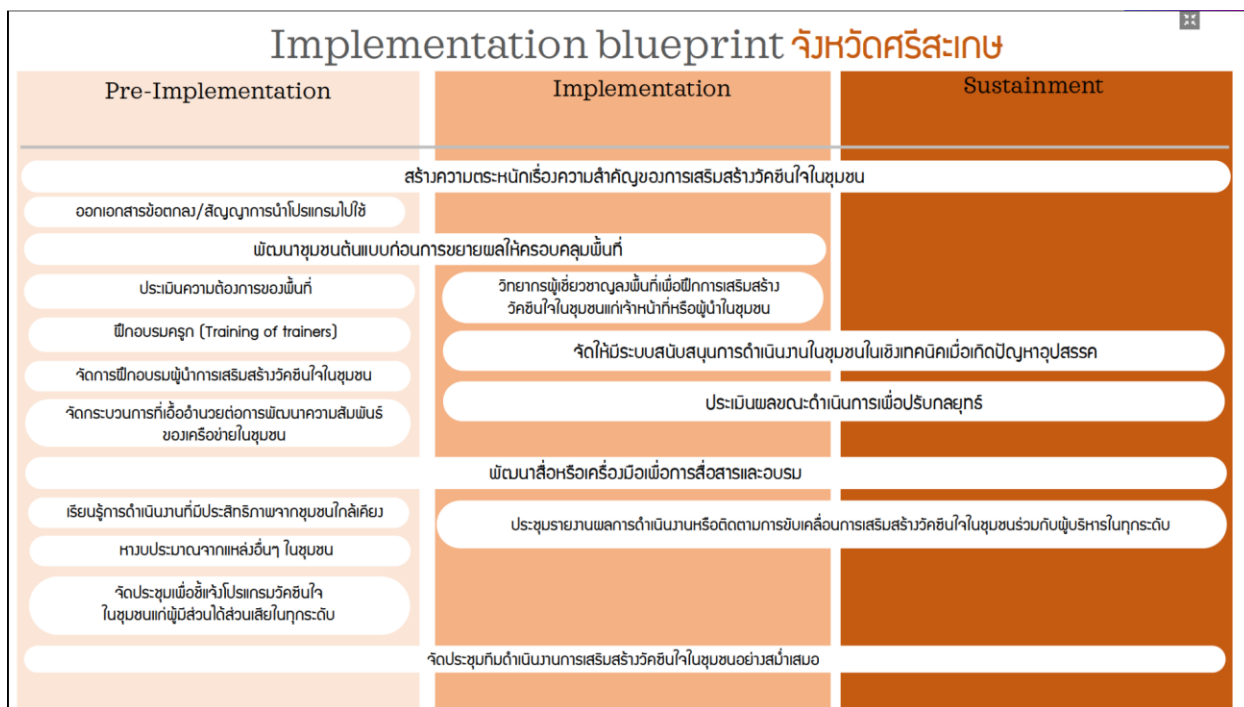 Implementation blueprint จังหวัดศรีสะเกษ
Pre-Implementation
Implementation
Sustainment
สร้างความตระหนักเรื่องความสำคัญของการเสริมสร้างวัคซีนใจในชุมชน
ออกเอกสารข้อตกลง/สัญญาการนำโปรแกรมไปใช้
พัฒนาชุมชนต้นแบบก่อนการขยายผลให้ครอบคลุมพื้นที่
ประเมินความต้องการของพื้นที่
วิทยากรผู้เชี่ยวชาญลงพื้นที่เพื่อฝึกการเสริมสร้าง
วัคซีนใจในชุมชนแก่เจ้าหน้าที่หรือผู้นำในชุมชน
ฝึกอบรมครูก (Training of trainers)
จัดให้มีระบบสนับสนุนการดำเนินงานในชุมชนในเชิงเทคนิคเมื่อเกิดปัญหาอุปสรรค
จัดการฝึกอบรมผู้นำการเสริมสร้างวัคซีนใจในชุมชน
ประเมินผลขณะดำเนินการเพื่อปรับกลยุทธ์
จัดกระบวนการที่เอื้ออำนวยต่อการพัฒนาความสัมพันธ์
ของเครือข่ายในชุมชน
พัฒนาสื่อหรือเครื่องมือเพื่อการสื่อสารและอบรม
เรียนรู้การดำเนินงานที่มีประสิทธิภาพจากชุมชนใกล้เคียง
ประชุมรายงานผลการดำเนินงานหรือติดตามการขับเคลื่อนการเสริมสร้างวัคซีนใจในชุมชนร่วมกับผู้บริหารในทุกระดับ
หางบประมาณจากแหล่งอื่นๆ ในชุมชน
จัดประชุมเพื่อชี้แจ้งโปรแกรมวัคซีนใจ
ในชุมชนแก่ผู้มีส่วนได้ส่วนเสียในทุกระดับ
จัดประชุมทีมดำเนินงานการเสริมสร้างวัคซีนใจในชุมชนอย่างสม่ำเสมอ